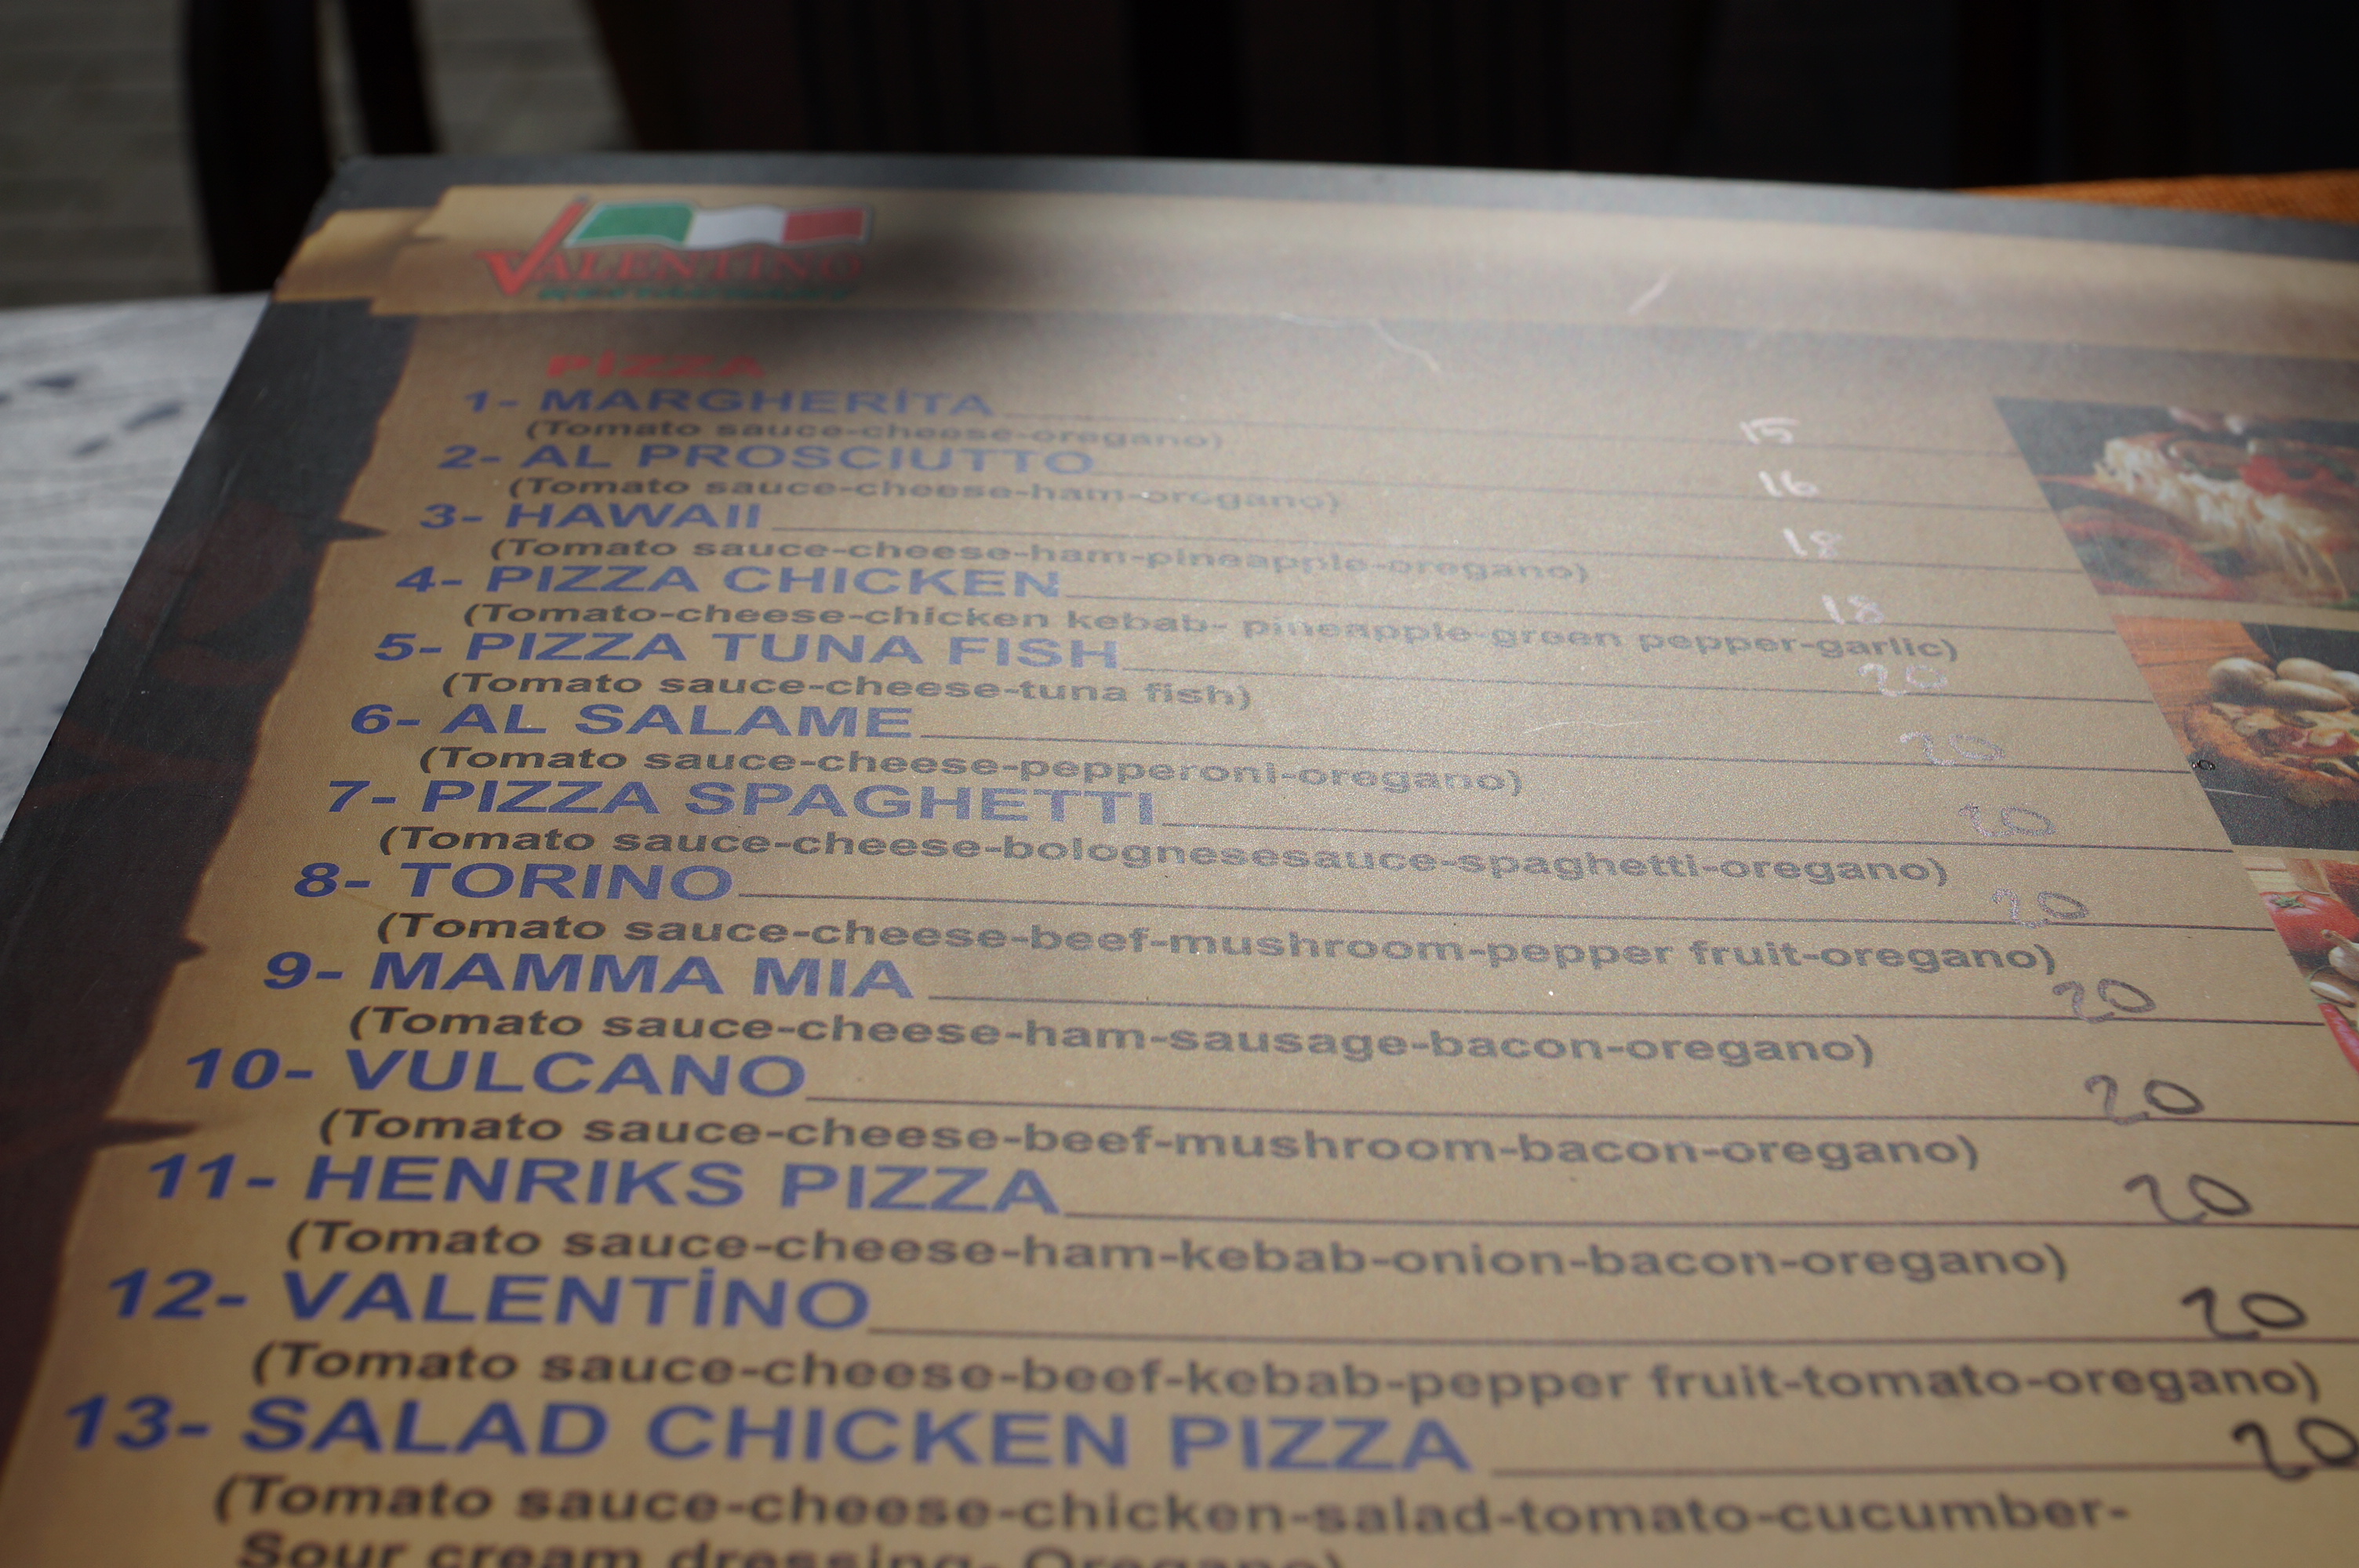 VALENTİNO
RESTAURANT
PİZZA
1- MARGHERİTA 15
(Tomato sauce-cheese-oregano)
2- AL PROSCIUTTO 16
(Tomato sauce-cheese-ham-oregano)
3- HAWAII 18
(Tomato sauce-cheese-ham-pineapple-oregano)
4- PIZZA CHICKEN 18
(Tomato-cheese-chicken kebab- pineapple-green pepper-garlic)
5- PIZZA TUNA FISH 20
(Tomato sauce-cheese-tuna fish)
6- AL SALAME 20
(Tomato sauce-cheese-pepperoni-oregano)
7- PIZZA SPAGHETTI 20
(Tomato sauce-cheese-bolognesesauce-spaghetti-oregano)
8- TORINO 20
(Tomato sauce-cheese-beef-mushroom-pepper fruit-oregano)
9- MAMMA MIA 20
(Tomato sauce-cheese-ham-sausage-bacon-oregano)
10- VULCANO 20
(Tomato sauce-cheese-beef-mushroom-bacon-oregano)
11- HENRIKS PIZZA 20
(Tomato sauce-cheese-ham-kebab-onion-bacon-oregano)
12- VALENTİNO 20
(Tomato sauce-cheese-beef-kebab-pepper fruit-tomato-oregano)
13- SALAD CHICKEN PIZZA 20
(Tomato sauce-cheese-chicken-salad-tomato-cucumber-
Sour cream dressing- Oregano)